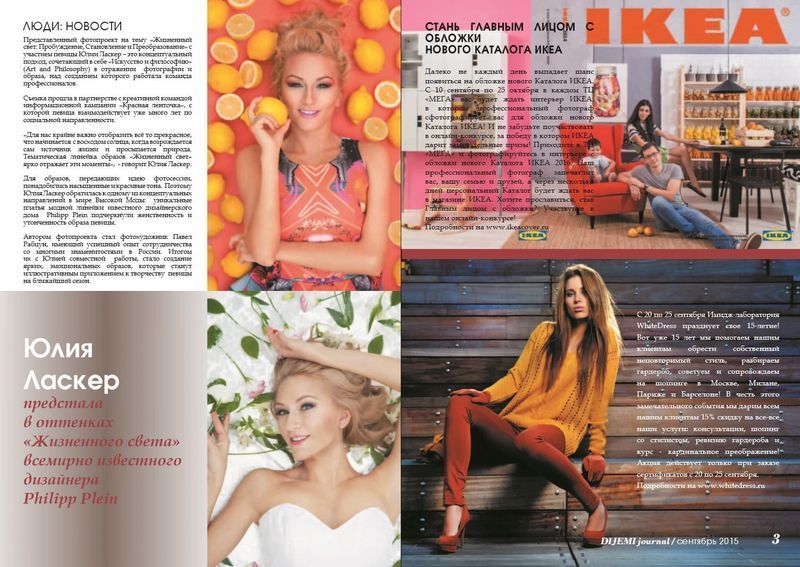 ЛЮДИ: НОВОСТИ
Представленный фотопроект на тему «Жизненный
свет: Пробуждение, Становление и Преобразование» с
участием певицы Юлии Ласкер – это концептуальный
подход, сочетающий в себе «Искусство и философию»
(Art and Philosophy) в отражении фотографии и
образа, над созданием которого работала команда
профессионалов.
Съемка прошла в партнерстве с креативной командой
информационной кампании «Красная ленточка», с
которой певица взаимодействует уже много лет по
социальной направленности.
«Для нас крайне важно отобразить всё то прекрасное,
что начинается с восходом солнца, когда возрождается
сам источник жизни и просыпается природа.
Тематическая линейка образов «Жизненный свет»
ярко отражает эти моменты», - говорит Юлия Ласкер.
Для образов, передающих идею фотосессии,
понадобились насыщенные и красивые тона. Поэтому
Юлия Ласкер обратилась к одному из концептуальных
направлений в мире Высокой Моды: уникальные
платья модной линейки известного дизайнерского
дома Philipp Plein подчеркнули женственность и
утонченность образа певицы.
Автором фотопроекта стал фотохудожник Павел
Рабцун, имеющий успешный опыт сотрудничества
со многими знаменитостями в России. Итогом
их с Юлией совместной работы, стало создание
ярких, эмоциональных образов, которые станут
иллюстративным приложением к творчеству певицы
на ближайший сезон.
Юлия
Ласкер
предстала
в оттенках
«Жизненного света»
всемирно известного
дизайнера
Philipp Plein
СТАНЬ ГЛАВНЫМ ЛИЦОМ С
ОБЛОЖКИ
НОВОГО КАТАЛОГА ИКЕА
IKEA
Далеко не каждый день выпадает шанс
появиться на обложке нового Каталога ИКЕА.
С 10 сентября по 25 октября в каждом ТЦ
«МЕГА» вас будет ждать интерьер ИКЕА,
в котором профессиональный фотограф
сфотографирует вас для обложки нового
Каталога ИКЕА! И не забудьте поучаствовать
в онлайн-конкурсе, за победу в котором ИКЕА
дарит замечательные призы! Приходите в ТЦ
«МЕГА» и фотографируйтесь в интерьере с
обложки нового Каталога ИКЕА 2016. Наш
профессиональный фотограф запечатлит
вас, вашу семью и друзей, а через несколько
дней персональный Каталог будет ждать вас
в магазине ИКЕА. Хотите прославиться, став
Главным лицом с обложки? Участвуйте в
нашем онлайн-конкурсе!
Подробности на www.ikeacover.ru
IKEA
IKEA
С 20 по 25 сентября Имидж-лаборатория
WhiteDress празднует свое 15-летие!
Вот уже 15 лет мы помогаем нашим
клиентам обрести собственный
неповторимый стиль, разбираем
гардероб, советуем и сопровождаем
на шопинге в Москве, Милане,
Париже и Барселоне! В честь этого
замечательного события мы дарим всем
нашим клиентам 15% скидку на все-все
наши услуги: консультации, шопинг
со стилистом, ревизию гардероба и
курс - кардинальное преображение!
Акция действует только при заказе
сертификатов с 20 по 25 сентября.
Подробности на www.whitedress.ru
DIJEMI journal / сентябрь 2015 3